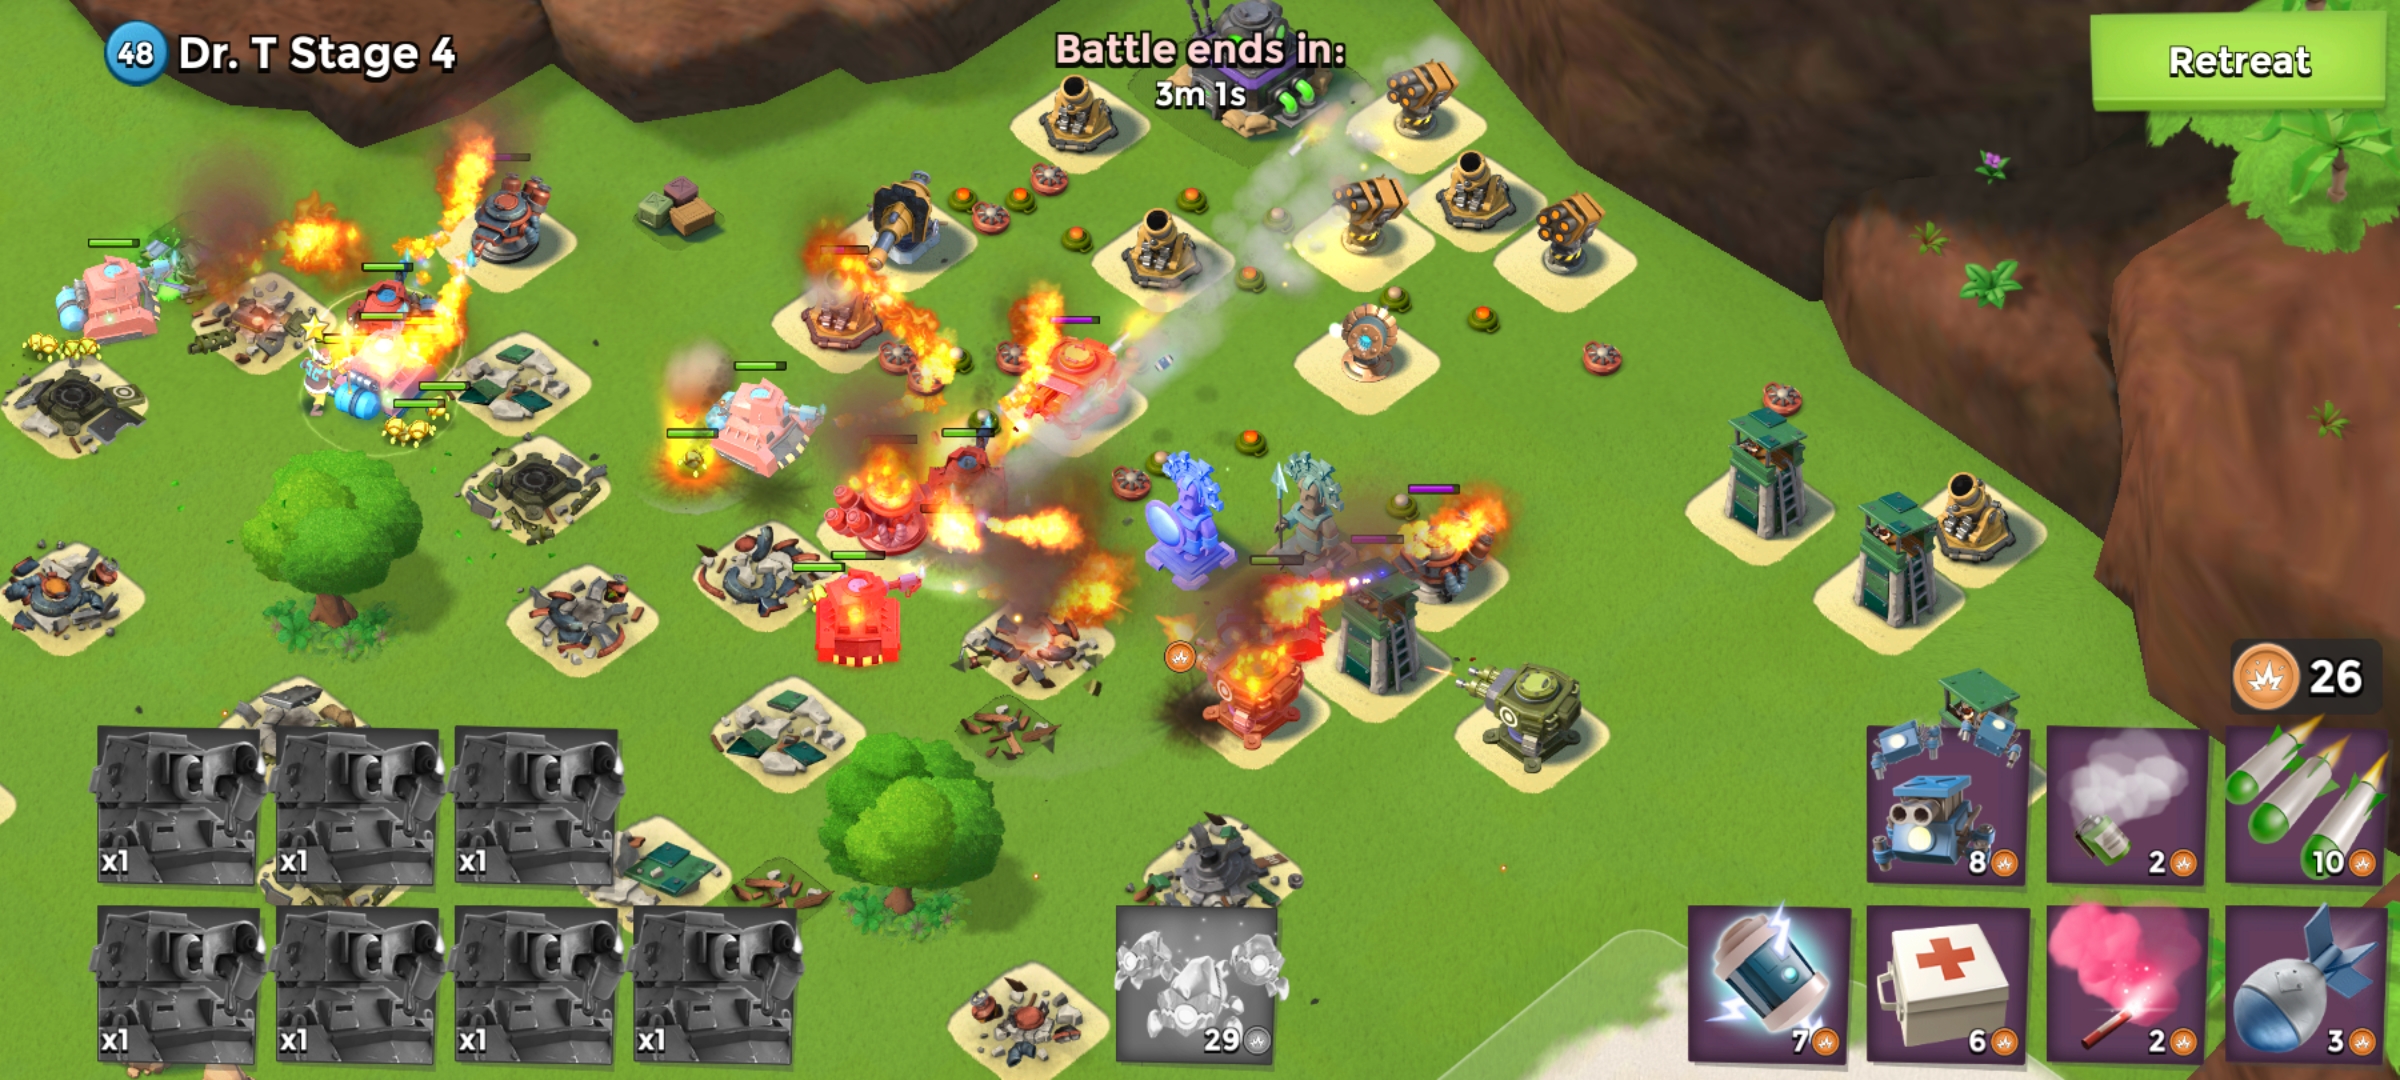 48 Dr. T Stage 4
Battle ends in:
3m 1s
Retreat
26
x1 x1 x1
8 2 10
x1 x1 x1 x1
29
7 6 2 3